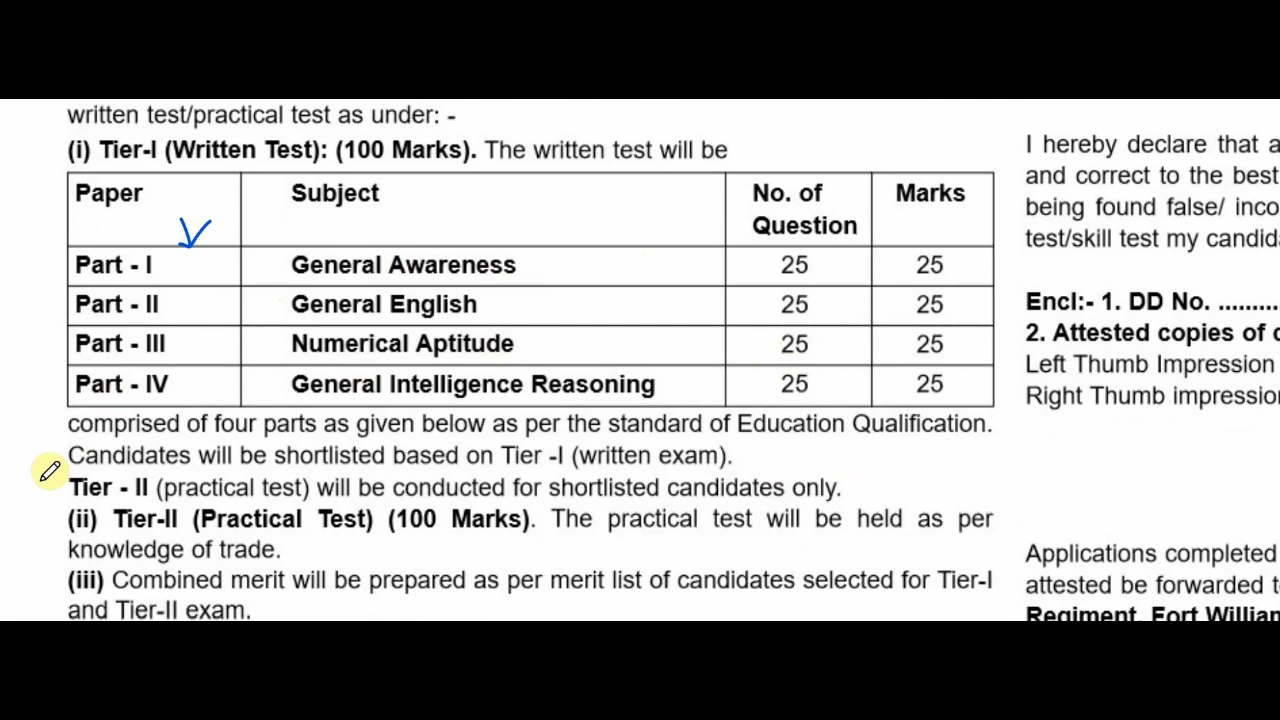 written test/practical test as under: -
(i) Tier-I (Written Test): (100 Marks). The written test will be
Paper Subject No. of Question Marks
Part - I General Awareness 25 25
Part - II General English 25 25
Part - III Numerical Aptitude 25 25
Part - IV General Intelligence Reasoning 25 25
comprised of four parts as given below as per the standard of Education Qualification.
Candidates will be shortlisted based on Tier -I (written exam).
Tier - II (practical test) will be conducted for shortlisted candidates only.
(ii) Tier-II (Practical Test) (100 Marks). The practical test will be held as per
knowledge of trade.
(iii) Combined merit will be prepared as per merit list of candidates selected for Tier-I
and Tier-II exam.
I hereby declare that a
and correct to the best
being found false/ inco
test/skill test my candid
Encl:- 1. DD No. ..........
2. Attested copies of
Left Thumb Impression
Right Thumb impression
Applications completed
attested be forwarded
Regiment, Fort Willian